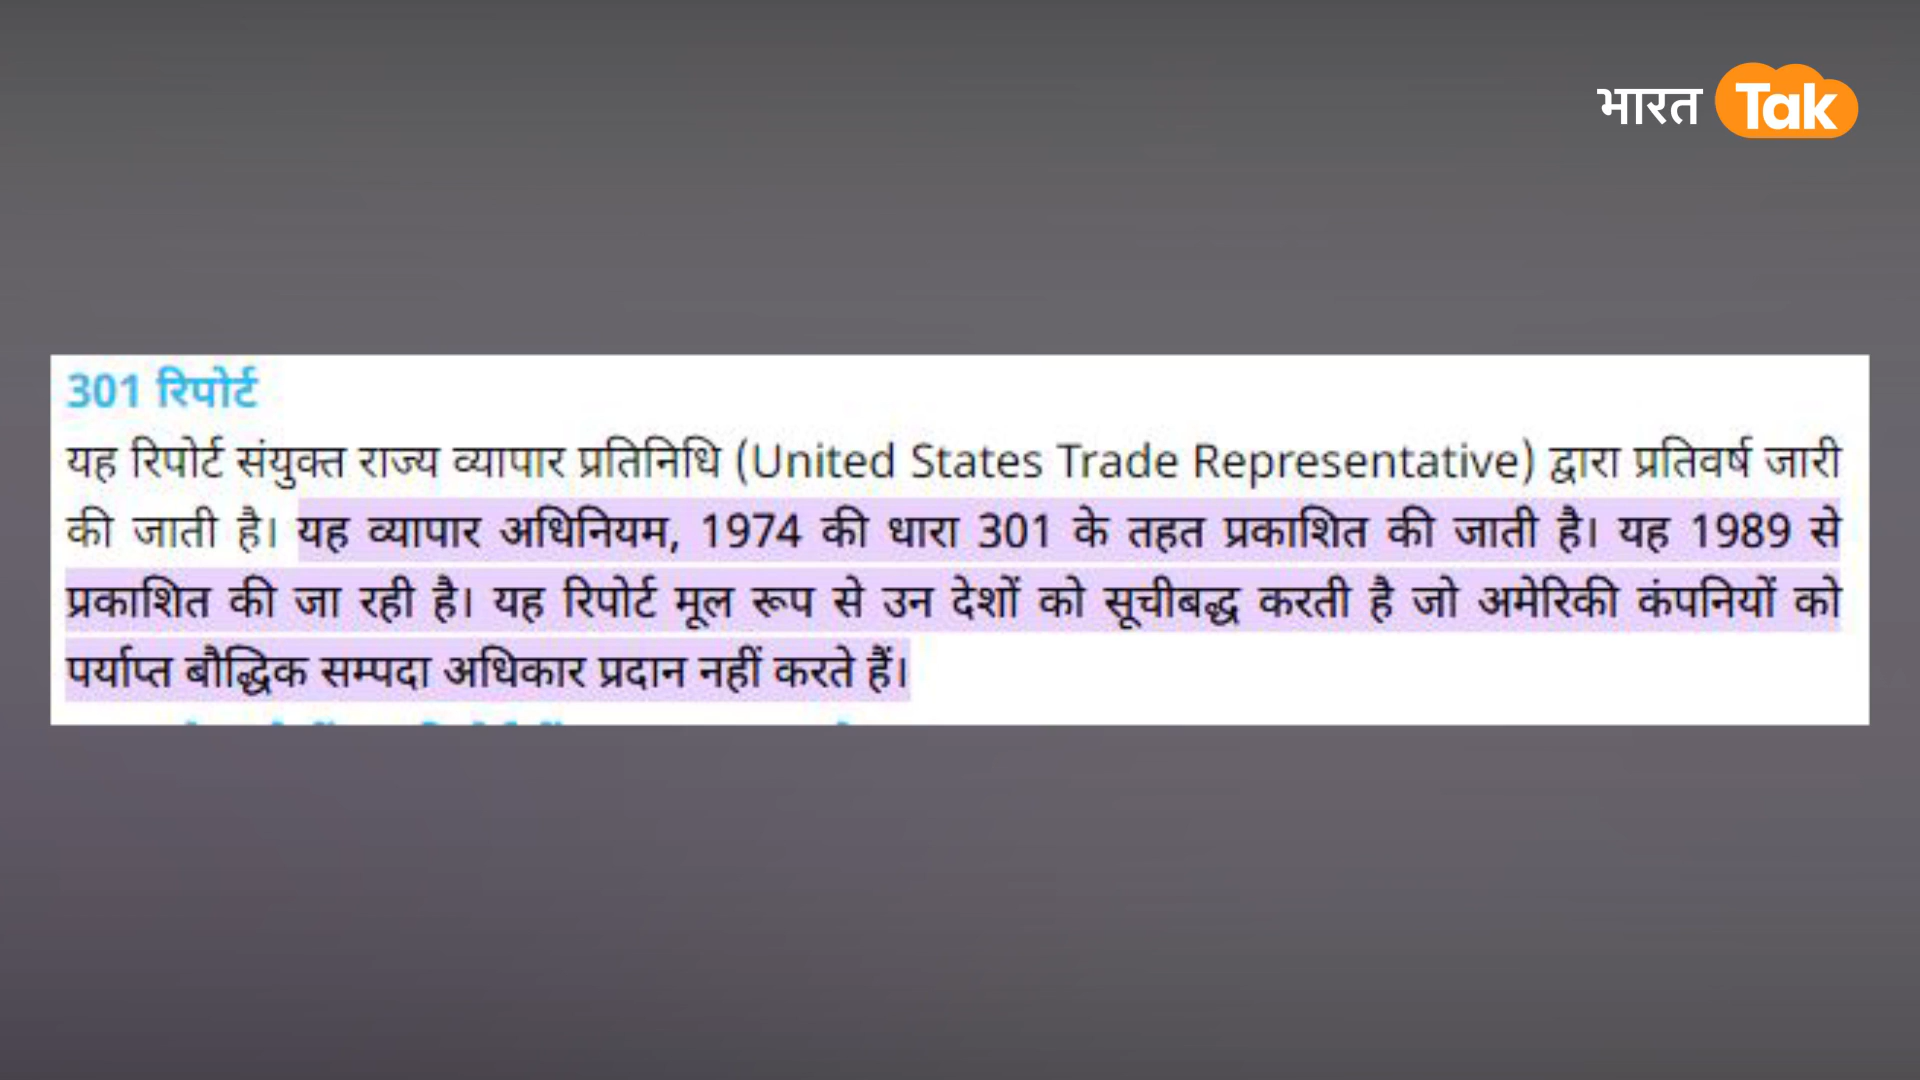 भारत Tak
301 रिपोर्ट
यह रिपोर्ट संयुक्त राज्य व्यापार प्रतिनिधि (United States Trade Representative) द्वारा प्रतिवर्ष जारी
की जाती है। यह व्यापार अधिनियम, 1974 की धारा 301 के तहत प्रकाशित की जाती है। यह 1989 से
प्रकाशित की जा रही है। यह रिपोर्ट मूल रूप से उन देशों को सूचीबद्ध करती है जो अमेरिकी कंपनियों को
पर्याप्त बौद्धिक सम्पदा अधिकार प्रदान नहीं करते हैं।